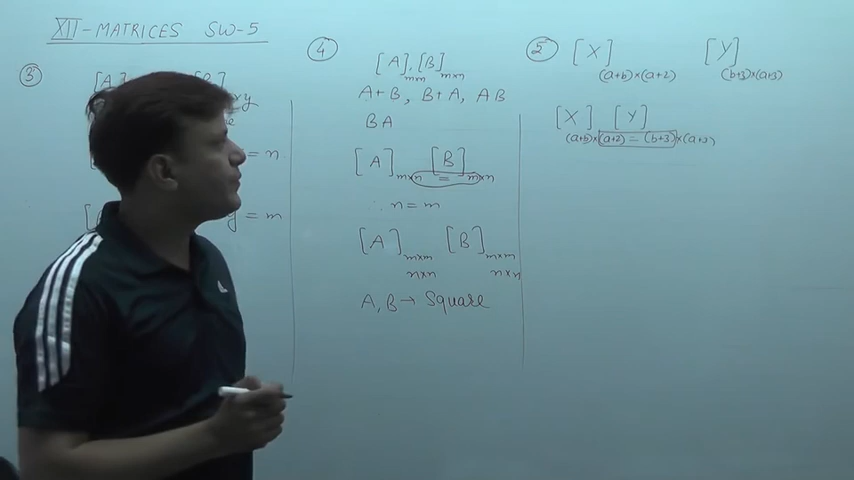 XII - MATRICES SW-5
③
[A]
= n
y = m
④
[A]m×n, [B]m×n
A+B, B+A, AB
BA
[A]m×n [B]m×n
=
∴ n = m
[A]m×m [B]m×m
n×n n×n
A, B → Square
⑤ [X](a+b)×(a+2) [Y](b+3)×(a+3)
[X] [Y]
(a+b)×(a+2) = (b+3)×(a+3)